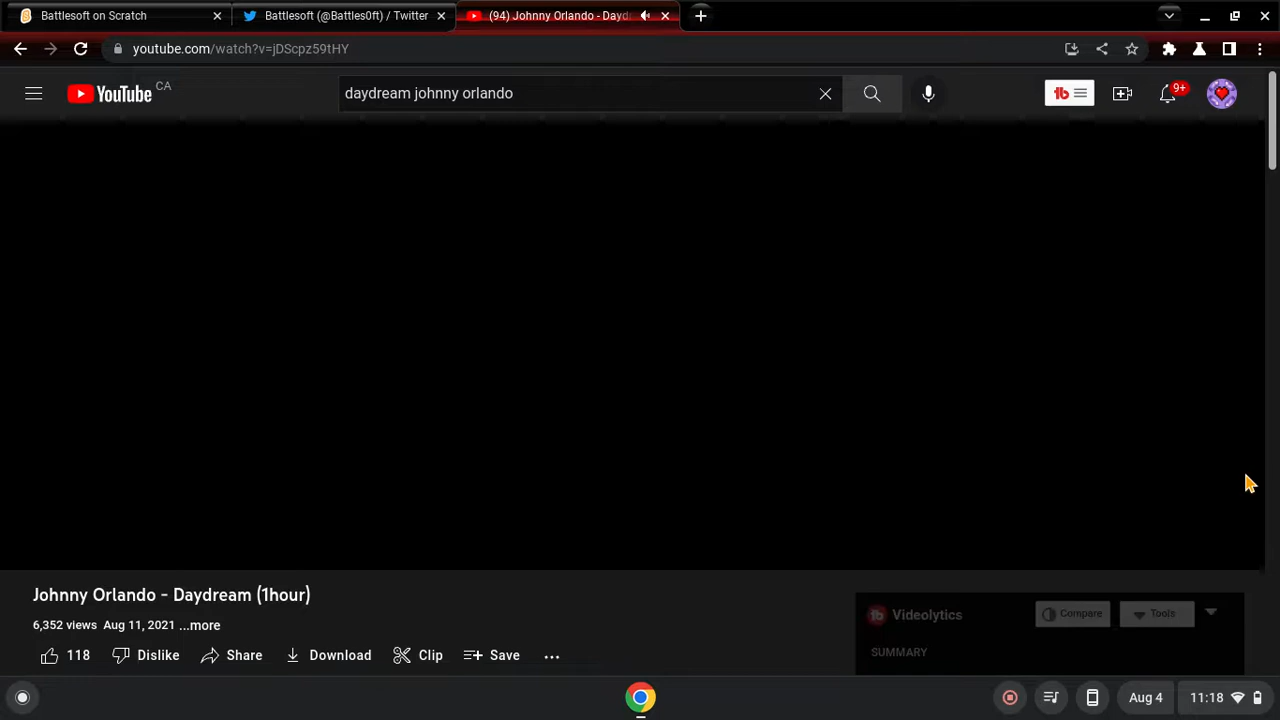 Battlesoft on Scratch
Battlesoft (@Battles0ft) / Twitter
(94) Johnny Orlando - Dayd
youtube.com/watch?v=jDScpz59tHY
YouTube CA
daydream johnny orlando
tb
9+
Johnny Orlando - Daydream (1hour)
6,352 views Aug 11, 2021 ...more
118
Dislike
Share
Download
Clip
Save
tb Videolytics
Compare
Tools
SUMMARY
Aug 4
11:18